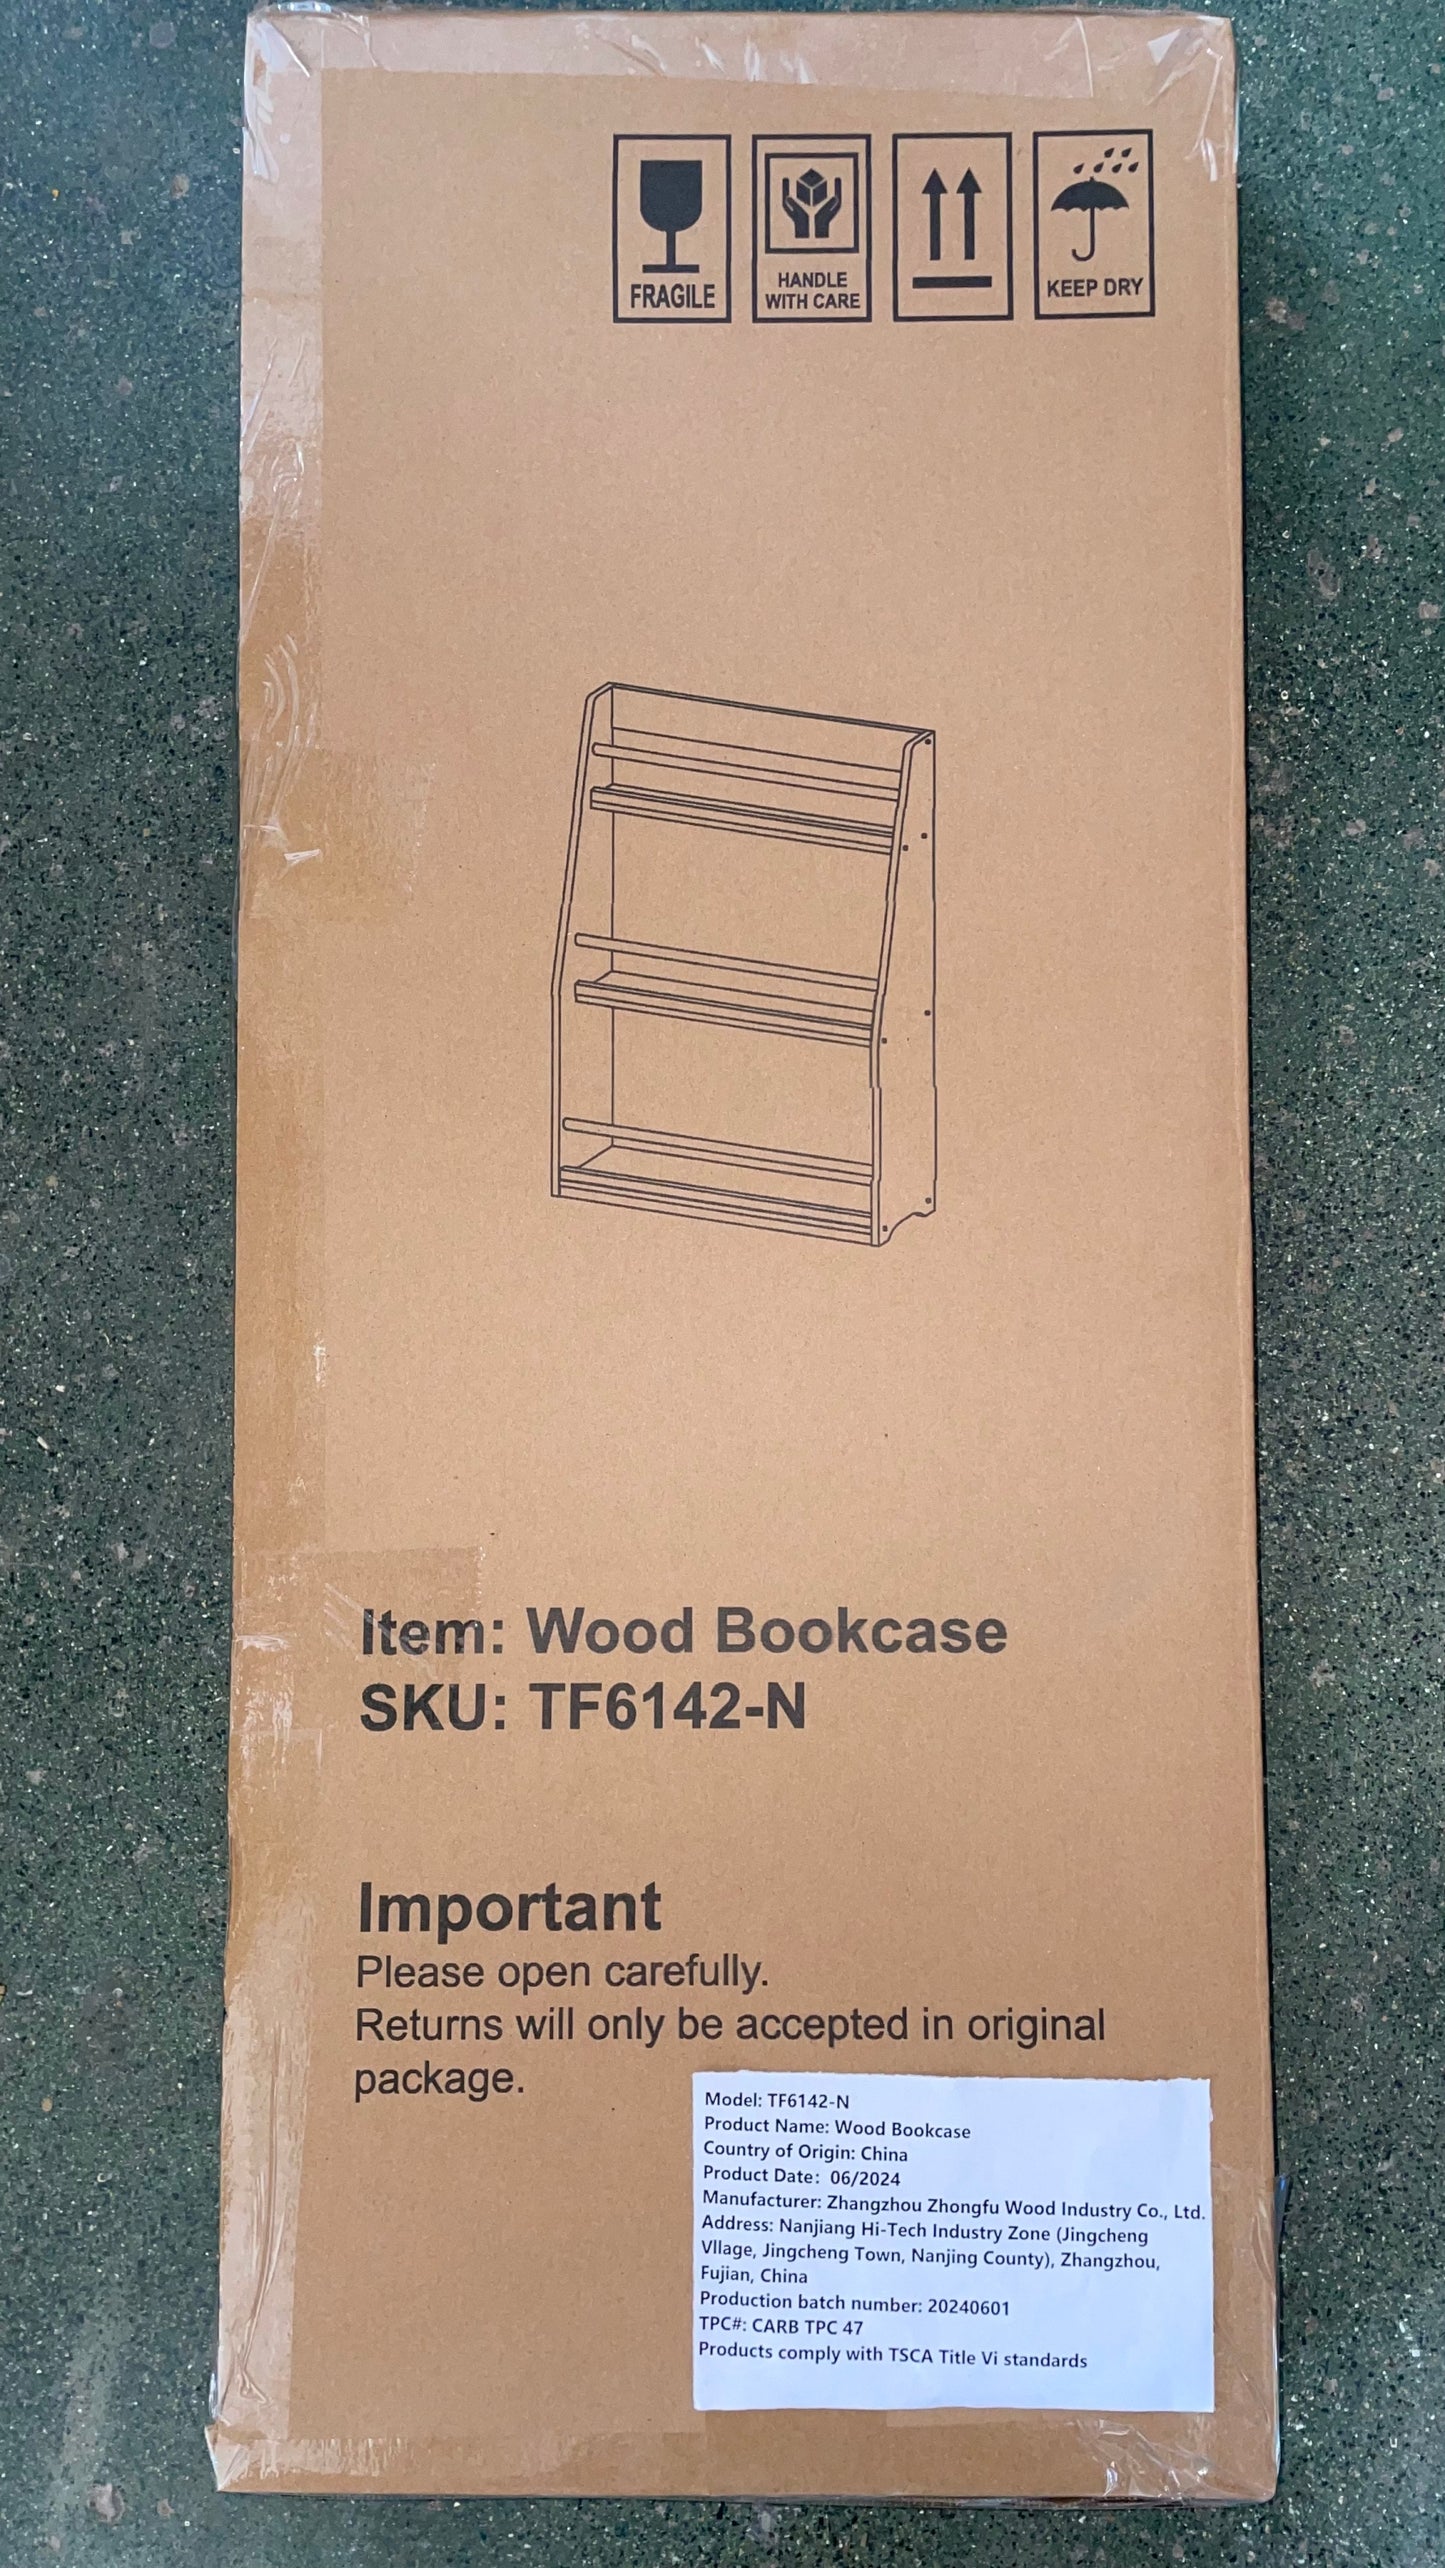 FRAGILE
HANDLE
WITH CARE
KEEP DRY
Item: Wood Bookcase
SKU: TF6142-N
Important
Please open carefully.
Returns will only be accepted in original
package.
Model: TF6142-N
Product Name: Wood Bookcase
Country of Origin: China
Product Date: 06/2024
Manufacturer: Zhangzhou Zhongfu Wood Industry Co., Ltd.
Address: Nanjiang Hi-Tech Industry Zone (Jingcheng
Vllage, Jingcheng Town, Nanjing County), Zhangzhou,
Fujian, China
Production batch number: 20240601
TPC#: CARB TPC 47
Products comply with TSCA Title Vi standards